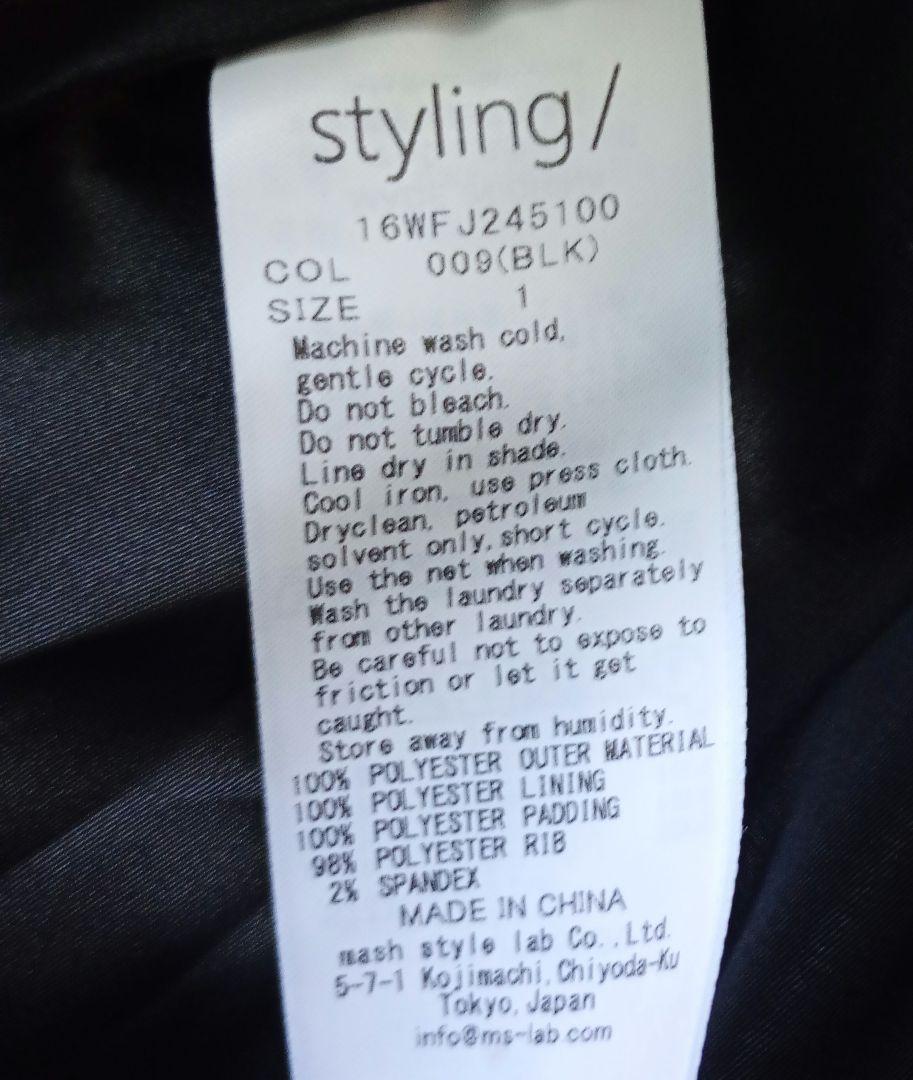 styling/
16WFJ245100
COL 009(BLK)
SIZE 1
Machine wash cold,
gentle cycle.
Do not bleach.
Do not tumble dry.
Line dry in shade.
Cool iron, use press cloth.
Dryclean, petroleum
solvent only,short cycle.
Use the net when washing.
Wash the laundry separately
from other laundry.
Be careful not to expose to
friction or let it get
caught.
Store away from humidity.
100% POLYESTER OUTER MATERIAL
100% POLYESTER LINING
100% POLYESTER PADDING
98% POLYESTER RIB
2% SPANDEX
MADE IN CHINA
mash style lab Co.,Ltd.
5-7-1 Kojimachi,Chiyoda-Ku
Tokyo,Japan
info@ms-lab.com